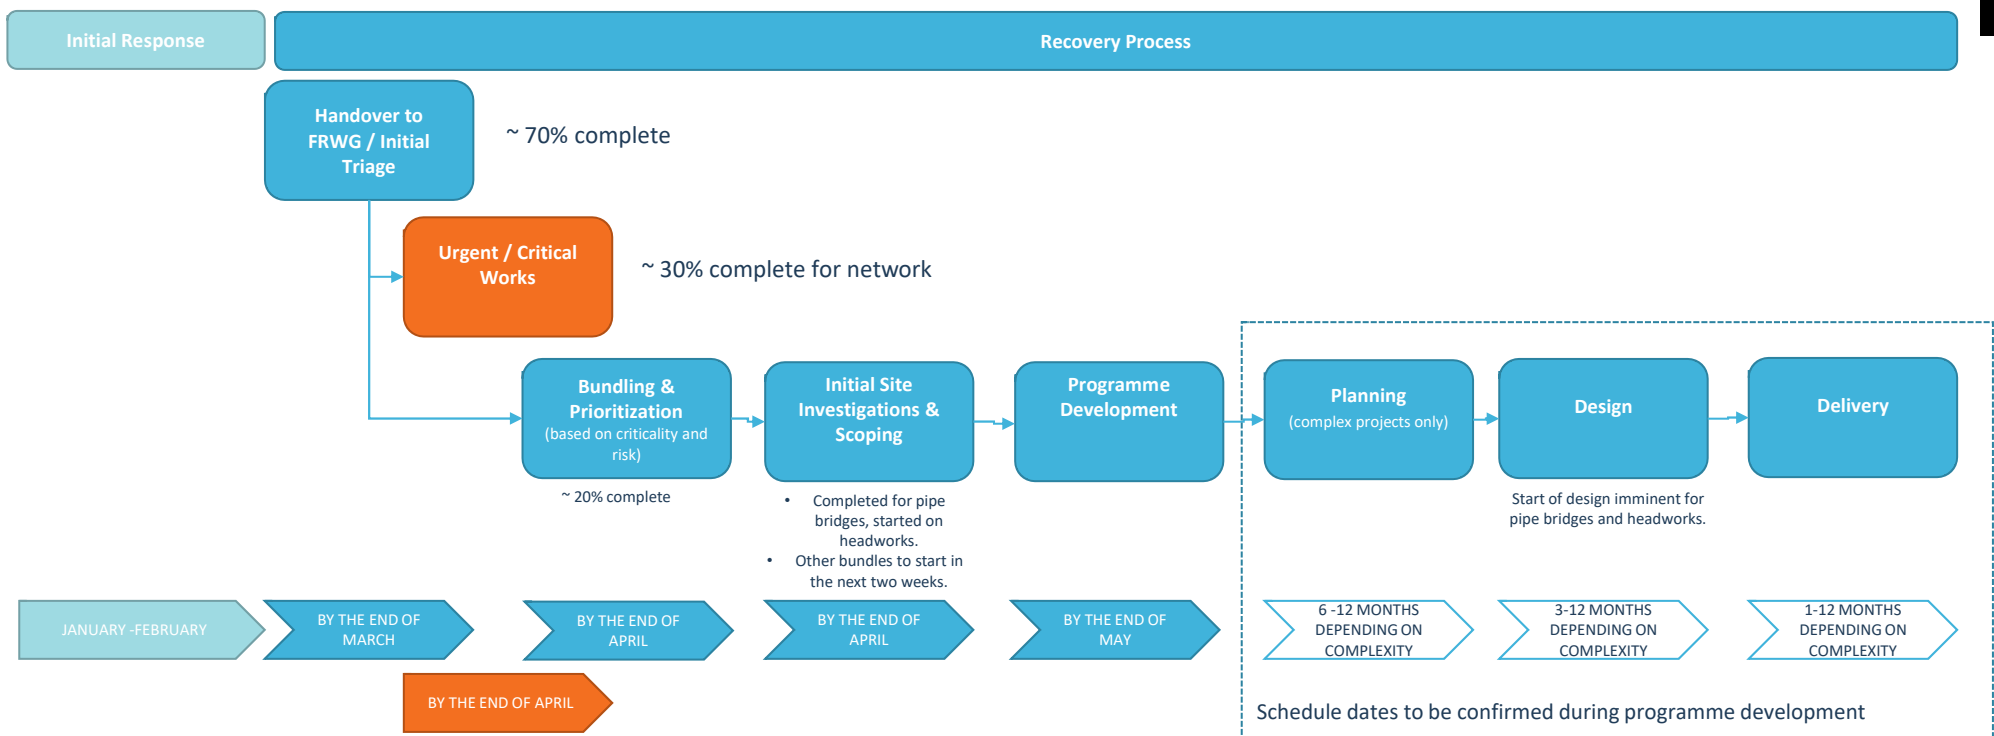 Initial Response
Recovery Process
Handover to
FRWG / Initial
Triage
~ 70% complete
Urgent / Critical
Works
~ 30% complete for network
Bundling &
Prioritization
(based on criticality and
risk)
~ 20% complete
Initial Site
Investigations &
Scoping
• Completed for pipe
bridges, started on
headworks.
• Other bundles to start in
the next two weeks.
Programme
Development
Planning
(complex projects only)
Design
Start of design imminent for
pipe bridges and headworks.
Delivery
JANUARY -FEBRUARY
BY THE END OF
MARCH
BY THE END OF
APRIL
BY THE END OF
APRIL
BY THE END OF
MAY
6 -12 MONTHS
DEPENDING ON
COMPLEXITY
3-12 MONTHS
DEPENDING ON
COMPLEXITY
1-12 MONTHS
DEPENDING ON
COMPLEXITY
BY THE END OF APRIL
Schedule dates to be confirmed during programme development